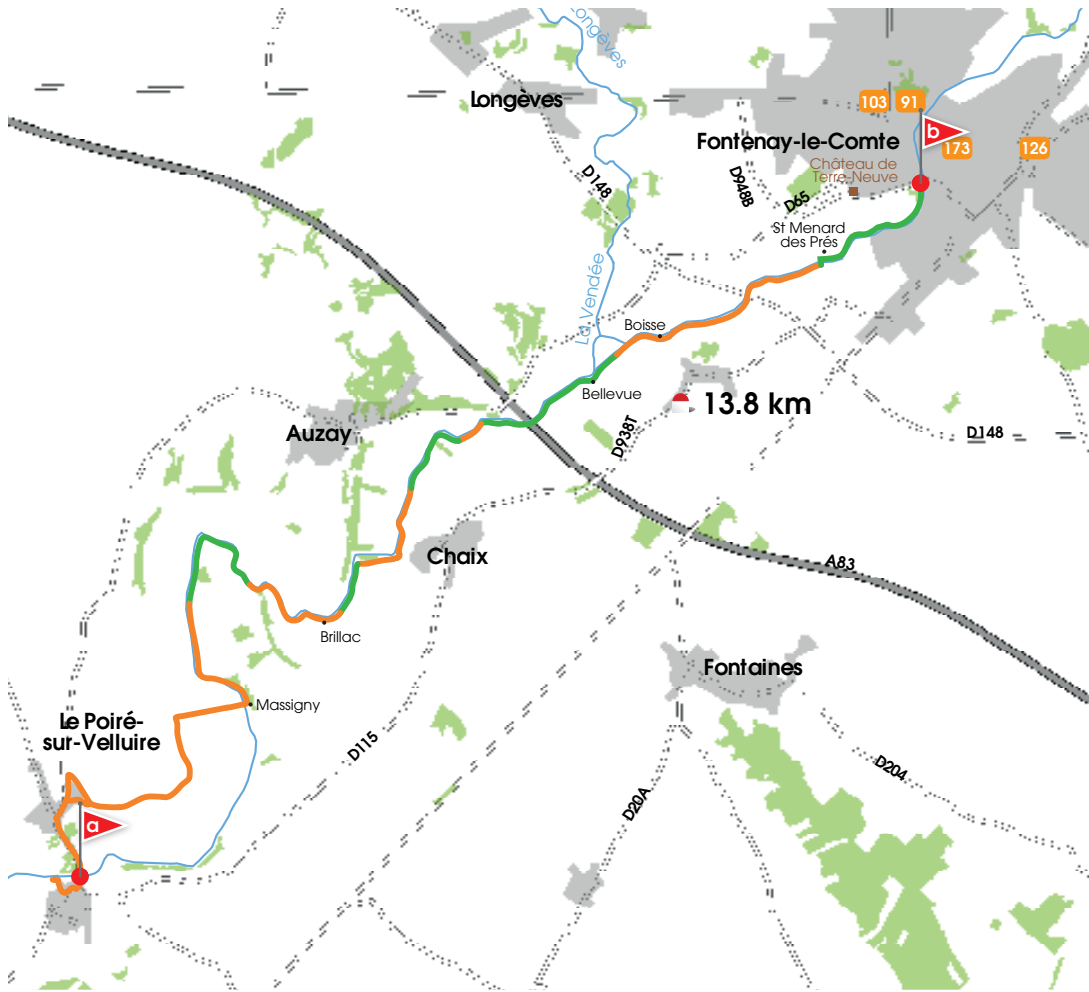 Longèves
Longèves
103
91
b
Fontenay-le-Comte
173
126
Château de
Terre-Neuve
D148
D948B
D65
St Menard
des Prés
La Vendée
Boisse
Bellevue
13.8 km
Auzay
D938T
D148
Chaix
A83
Brillac
Fontaines
Massigny
Le Poiré-
sur-Velluire
D115
D204
D20A
a